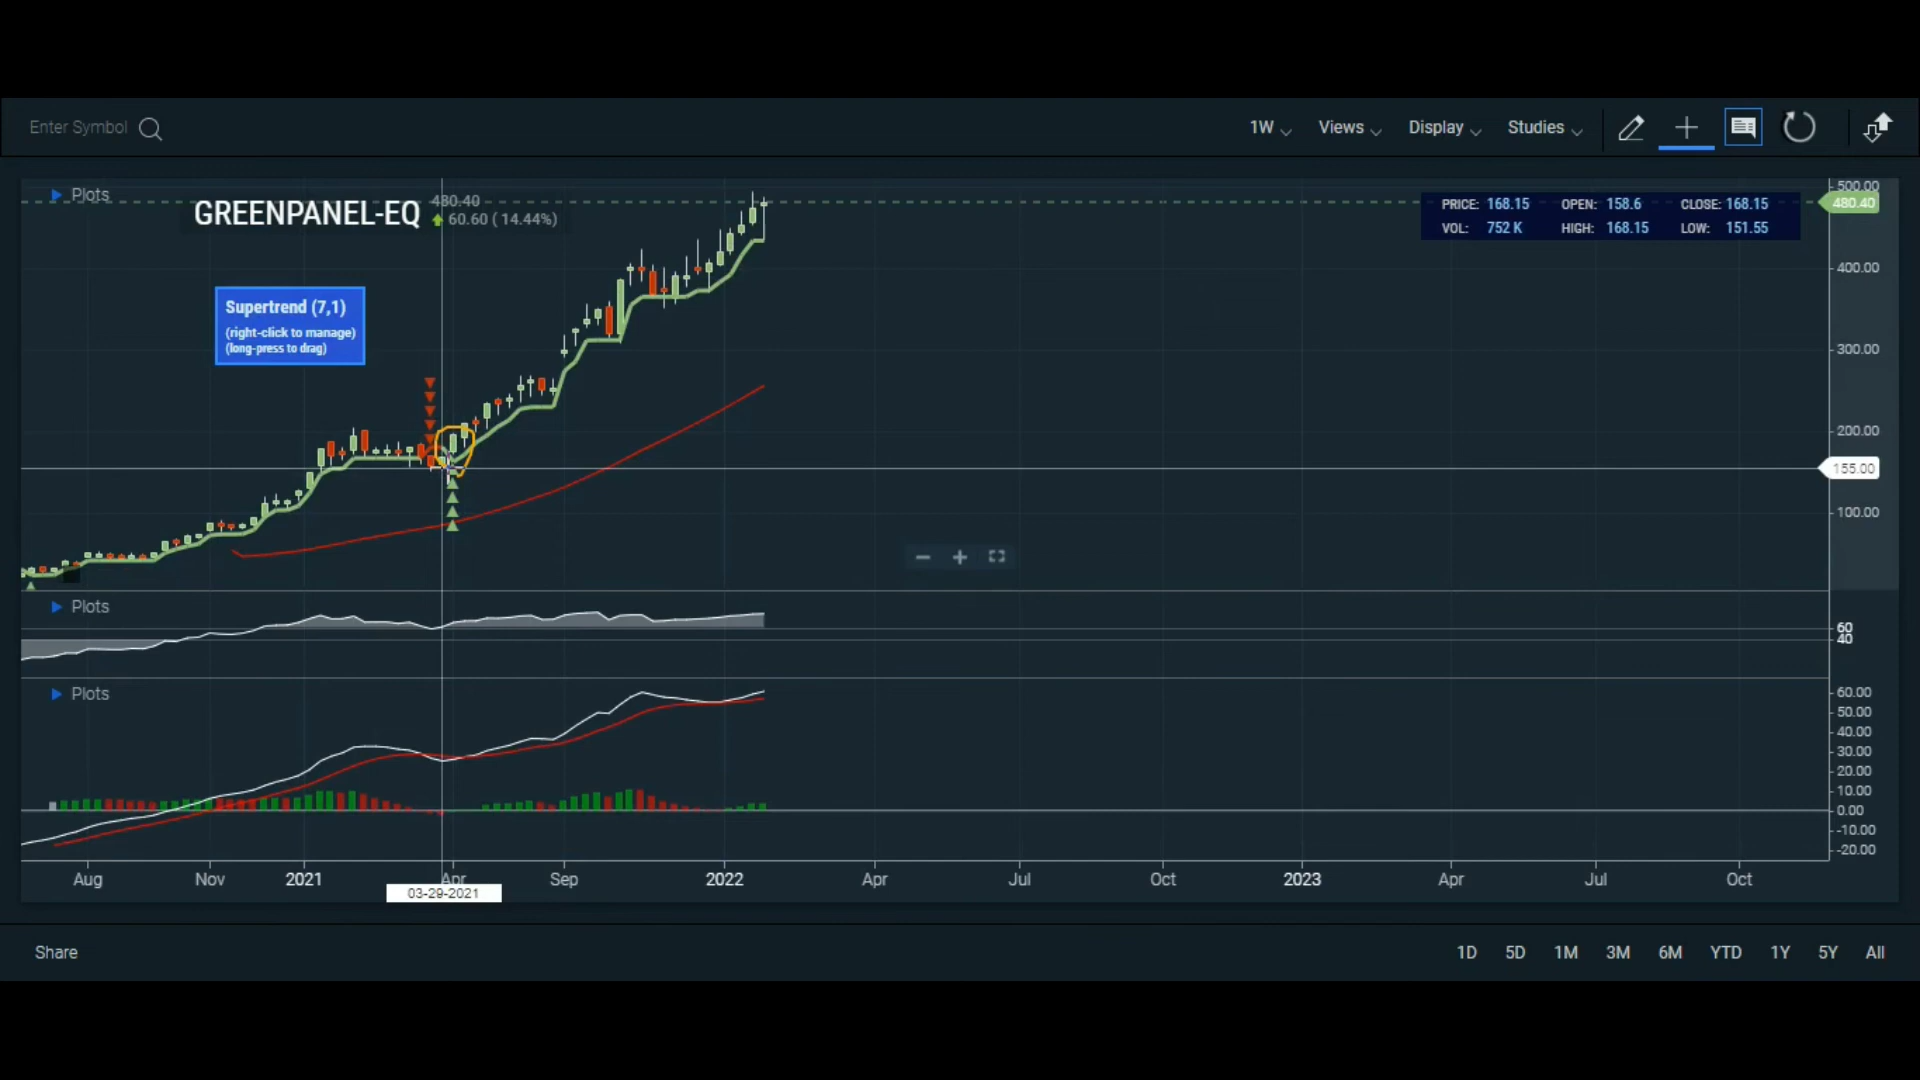 Enter Symbol
1W Views Display Studies
Plots
GREENPANEL-EQ
480.40
60.60 ( 14.44%)
PRICE: 168.15 OPEN: 158.6 CLOSE: 168.15
VOL: 752 K HIGH: 168.15 LOW: 151.55
500.00
480.40
400.00
300.00
200.00
155.00
100.00
Supertrend (7,1)
(right-click to manage)
(long-press to drag)
Plots
60
40
Plots
60.00
50.00
40.00
30.00
20.00
10.00
0.00
-10.00
-20.00
Aug Nov 2021 Apr Sep 2022 Apr Jul Oct 2023 Apr Jul Oct
03-29-2021
Share
1D 5D 1M 3M 6M YTD 1Y 5Y All